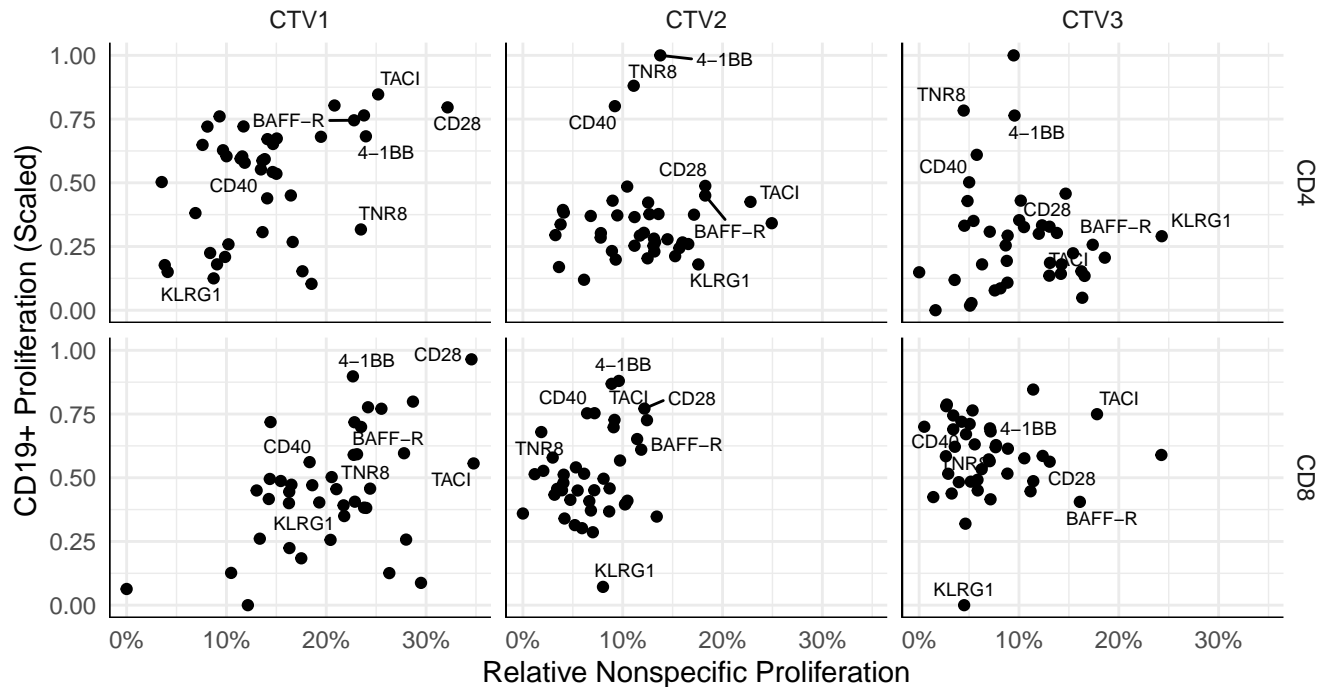 CTV1 CTV2 CTV3
CD19+ Proliferation (Scaled)
1.00
0.75
0.50
0.25
0.00
TACI
BAFF−R
CD28
4−1BB
CD40
TNR8
KLRG1
4−1BB
TNR8
CD40
CD28
TACI
BAFF−R
KLRG1
TNR8
4−1BB
CD40
CD28
BAFF−R
KLRG1
TACI
CD4
1.00
0.75
0.50
0.25
0.00
4−1BB
CD28
CD40
BAFF−R
TNR8
TACI
KLRG1
4−1BB
CD40
TACI
CD28
TNR8
BAFF−R
KLRG1
TACI
CD40
4−1BB
TNR8
CD28
BAFF−R
KLRG1
CD8
0% 10% 20% 30% 0% 10% 20% 30% 0% 10% 20% 30%
Relative Nonspecific Proliferation